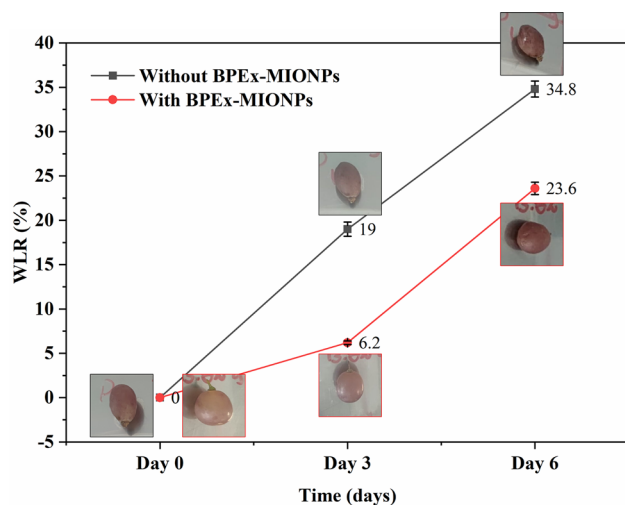 40
35
30
25
20
15
10
5
0
-5
WLR (%)
Without BPEx-MIONPs
With BPEx-MIONPs
34.8
23.6
19
6.2
0
Day 0
Day 3
Day 6
Time (days)